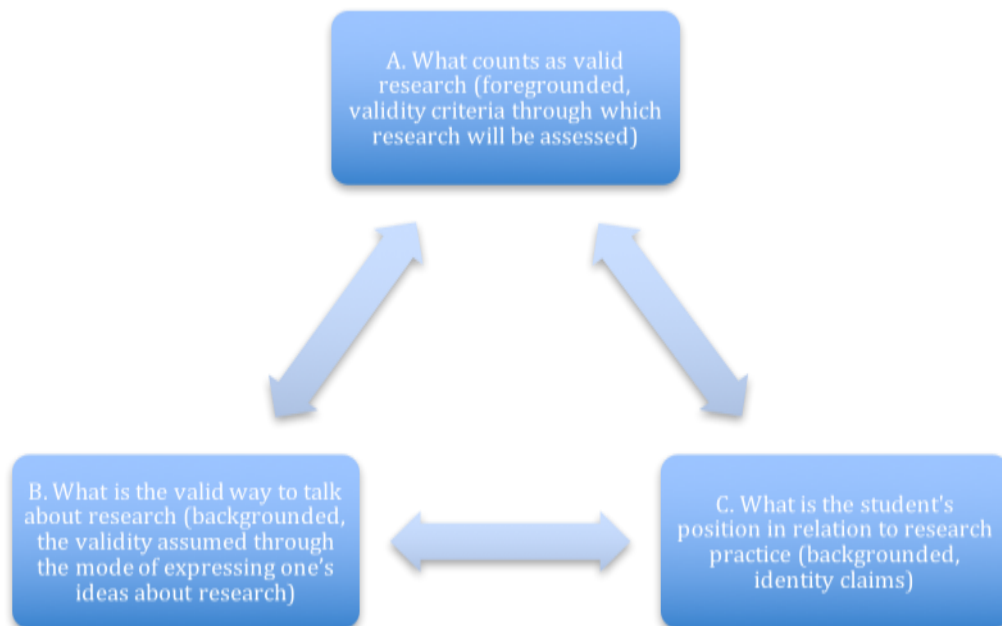 A. What counts as valid
research (foregrounded,
validity criteria through which
research will be assessed)
B. What is the valid way to talk
about research (backgrounded,
the validity assumed through
the mode of expressing one's
ideas about research)
C. What is the student's
position in relation to research
practice (backgrounded,
identity claims)